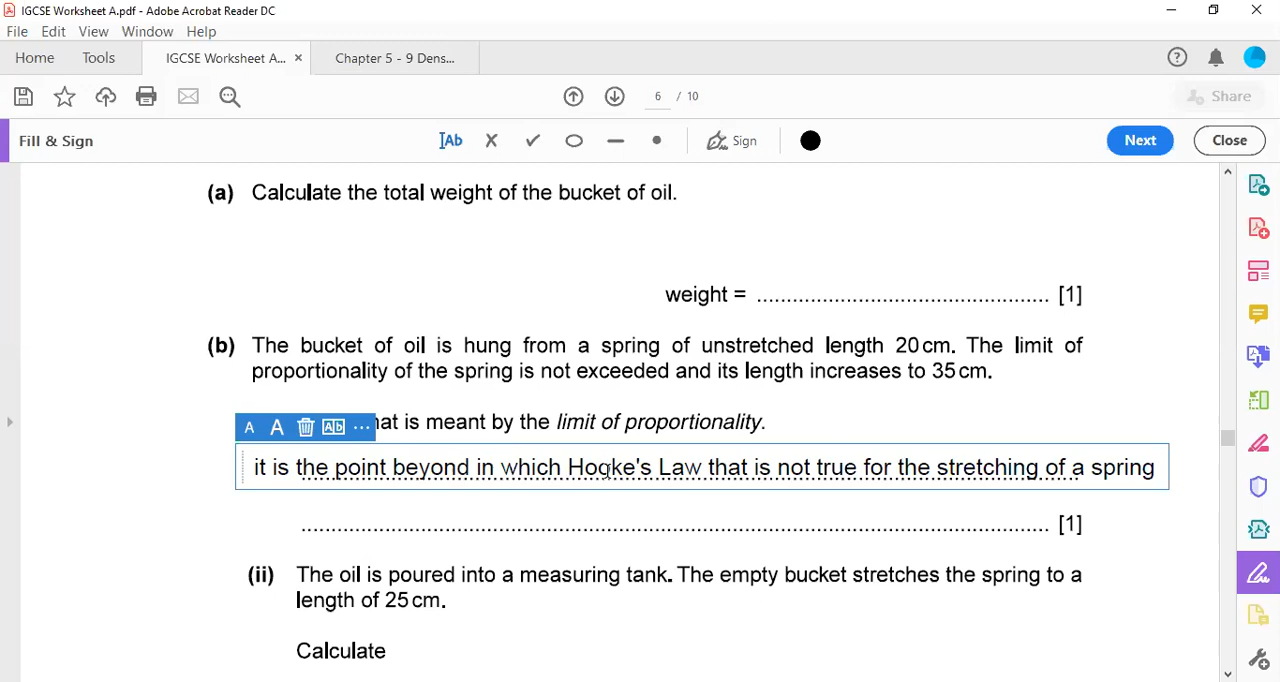 IGCSE Worksheet A.pdf - Adobe Acrobat Reader DC
File Edit View Window Help
Home Tools IGCSE Worksheet A... × Chapter 5 - 9 Dens...
6 / 10 Share
Fill & Sign Ab Sign Next Close
(a) Calculate the total weight of the bucket of oil.
weight = ................................................ [1]
(b) The bucket of oil is hung from a spring of unstretched length 20 cm. The limit of
proportionality of the spring is not exceeded and its length increases to 35 cm.
A A Ab ... hat is meant by the limit of proportionality.
it is the point beyond in which Hooke's Law that is not true for the stretching of a spring
................................................................................................................................ [1]
(ii) The oil is poured into a measuring tank. The empty bucket stretches the spring to a
length of 25 cm.
Calculate